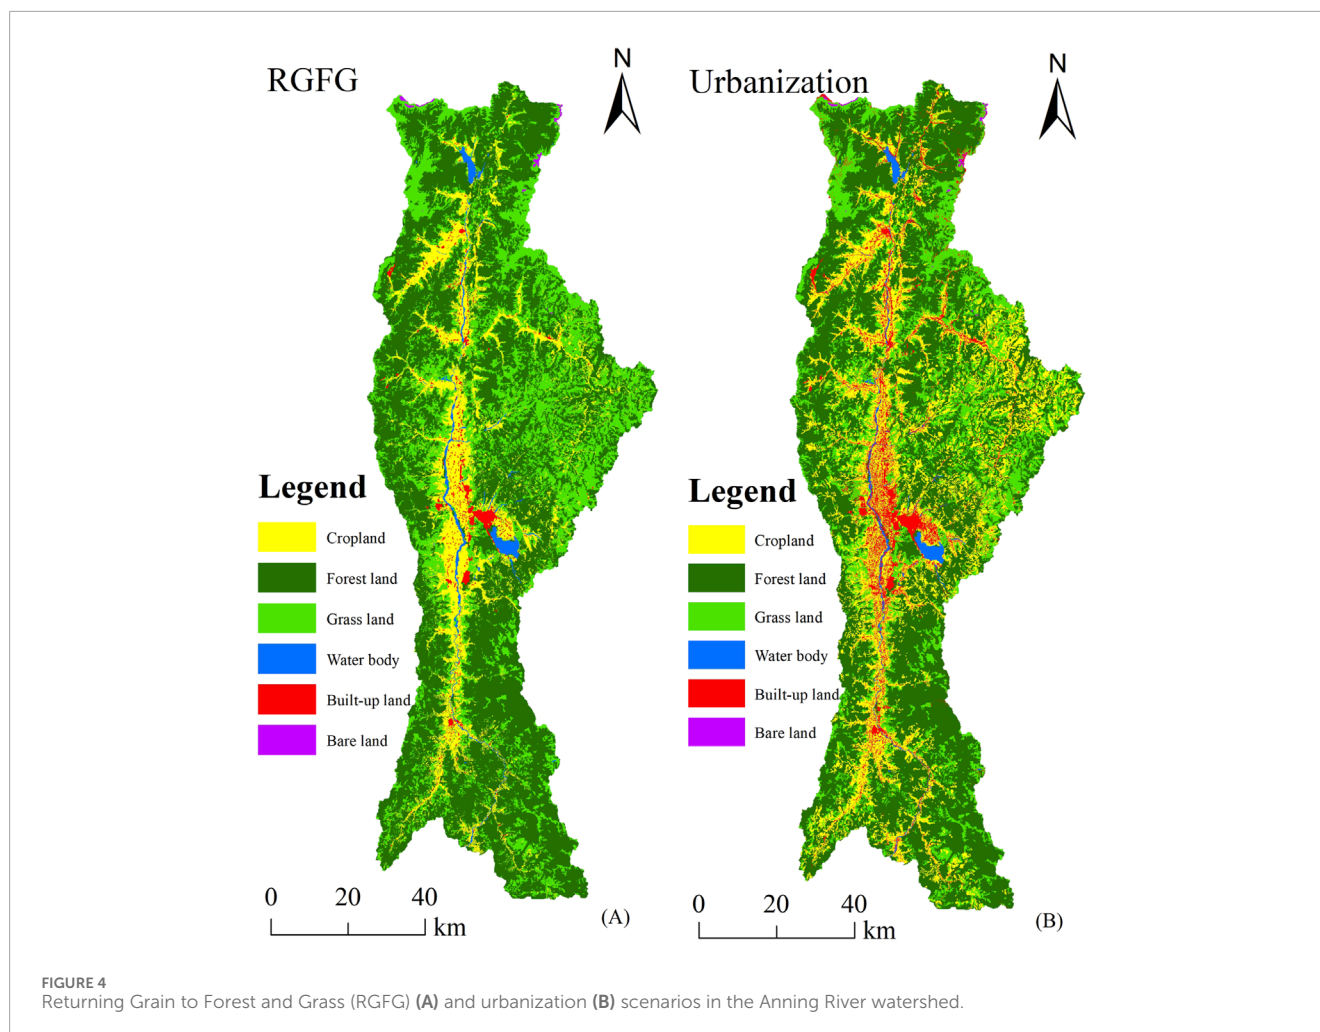 RGFG
N
Legend
Cropland
Forest land
Grass land
Water body
Built-up land
Bare land
0 20 40
km
(A)
Urbanization
N
Legend
Cropland
Forest land
Grass land
Water body
Built-up land
Bare land
0 20 40
km
(B)
FIGURE 4
Returning Grain to Forest and Grass (RGFG) (A) and urbanization (B) scenarios in the Anning River watershed.